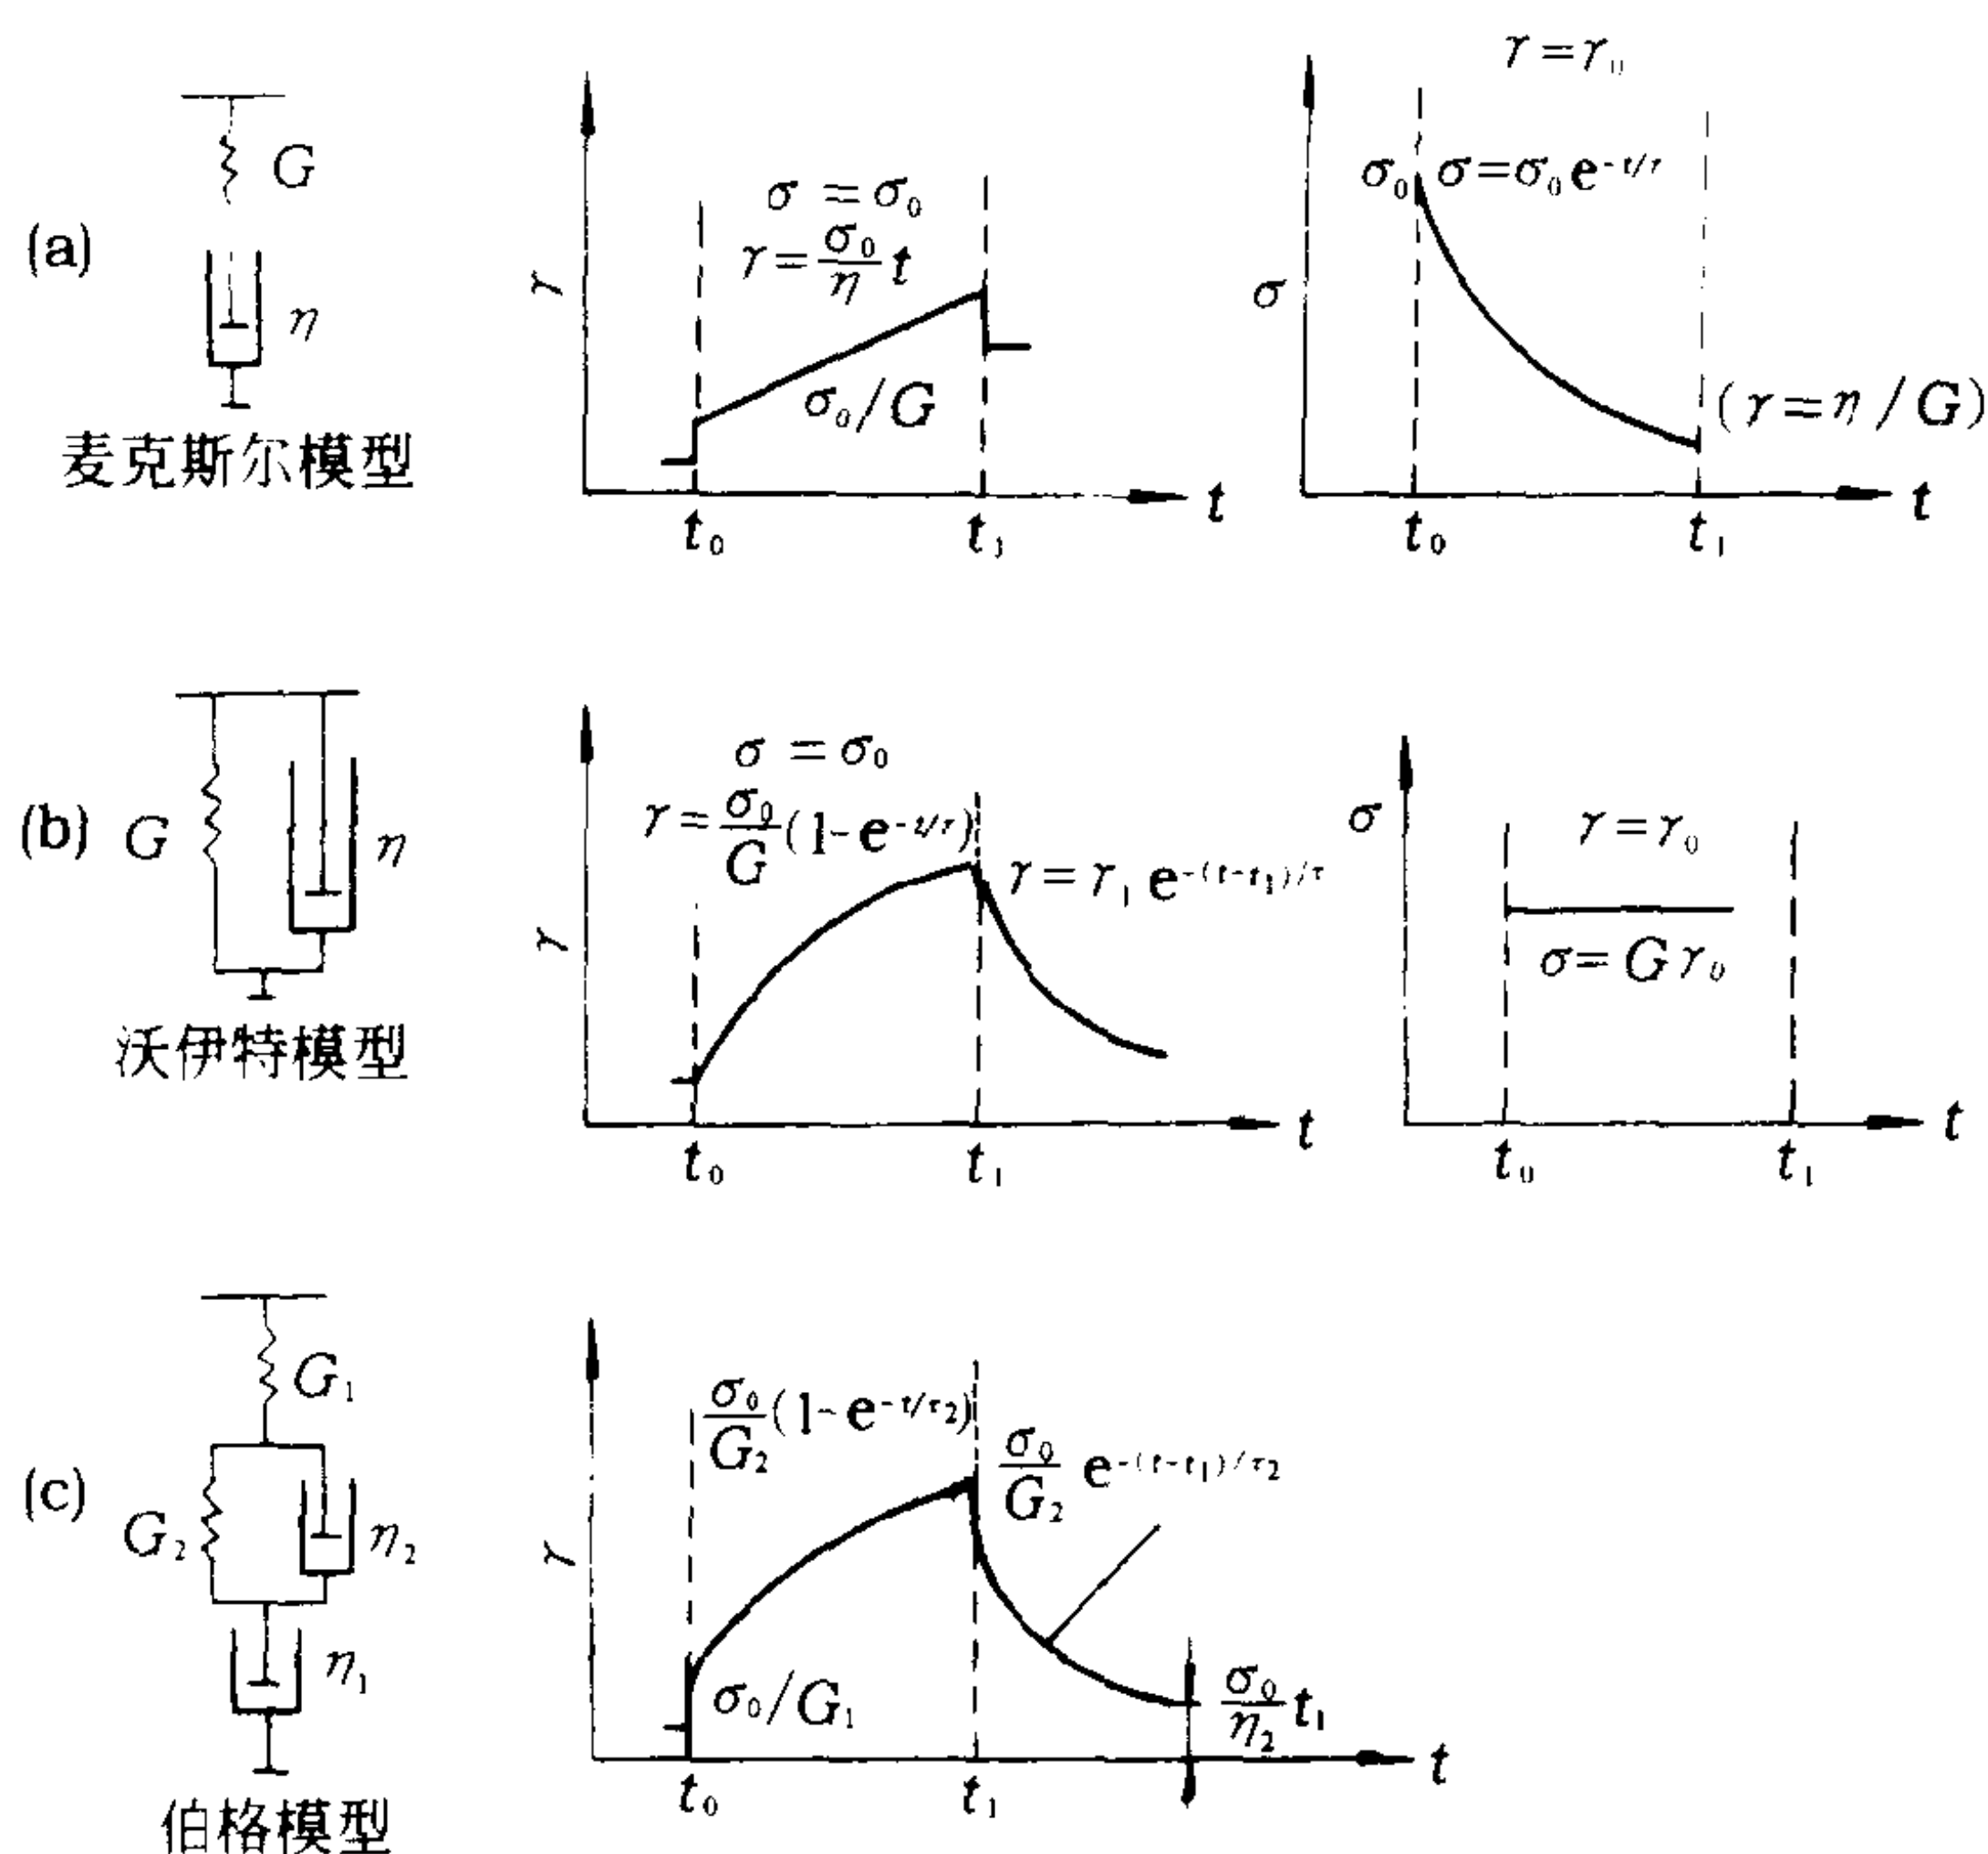 (a)
G
η
麦克斯尔模型
γ
σ = σ₀
γ = σ₀/η t
σ₀/G
t₀
t₁
t
γ = γ₀
σ₀
σ = σ₀ e^(-t/τ)
σ
(τ = η / G)
t₀
t₁
t
(b)
G
η
沃伊特模型
γ
σ = σ₀
γ = σ₀/G (1 - e^(-t/τ))
γ = γ₁ e^(-(t-t₁)/τ)
t₀
t₁
t
σ
γ = γ₀
σ = G γ₀
t₀
t₁
t
(c)
G₁
G₂
η₂
η₁
伯格模型
γ
σ₀/G₂ (1 - e^(-t/τ₂))
σ₀/G₂ e^(-(t-t₁)/τ₂)
σ₀/G₁
σ₀/η₂ t₁
t₀
t₁
t